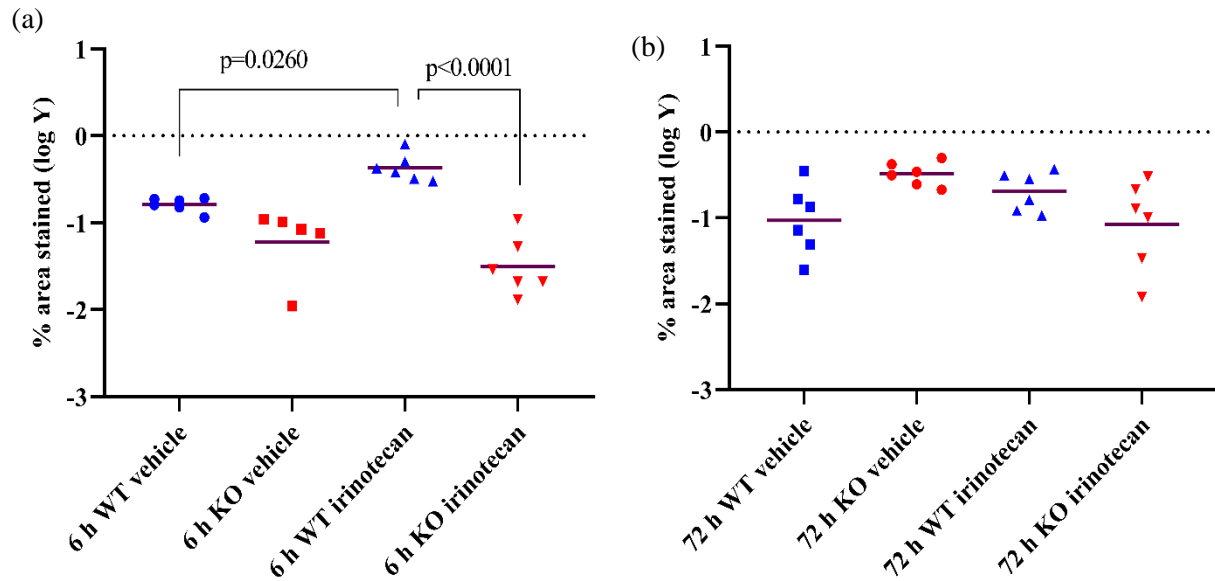 (a)
p=0.0260
p<0.0001
% area stained (log Y)
1
0
-1
-2
-3
6 h WT vehicle
6 h KO vehicle
6 h WT irinotecan
6 h KO irinotecan
(b)
% area stained (log Y)
1
0
-1
-2
-3
72 h WT vehicle
72 h KO vehicle
72 h WT irinotecan
72 h KO irinotecan